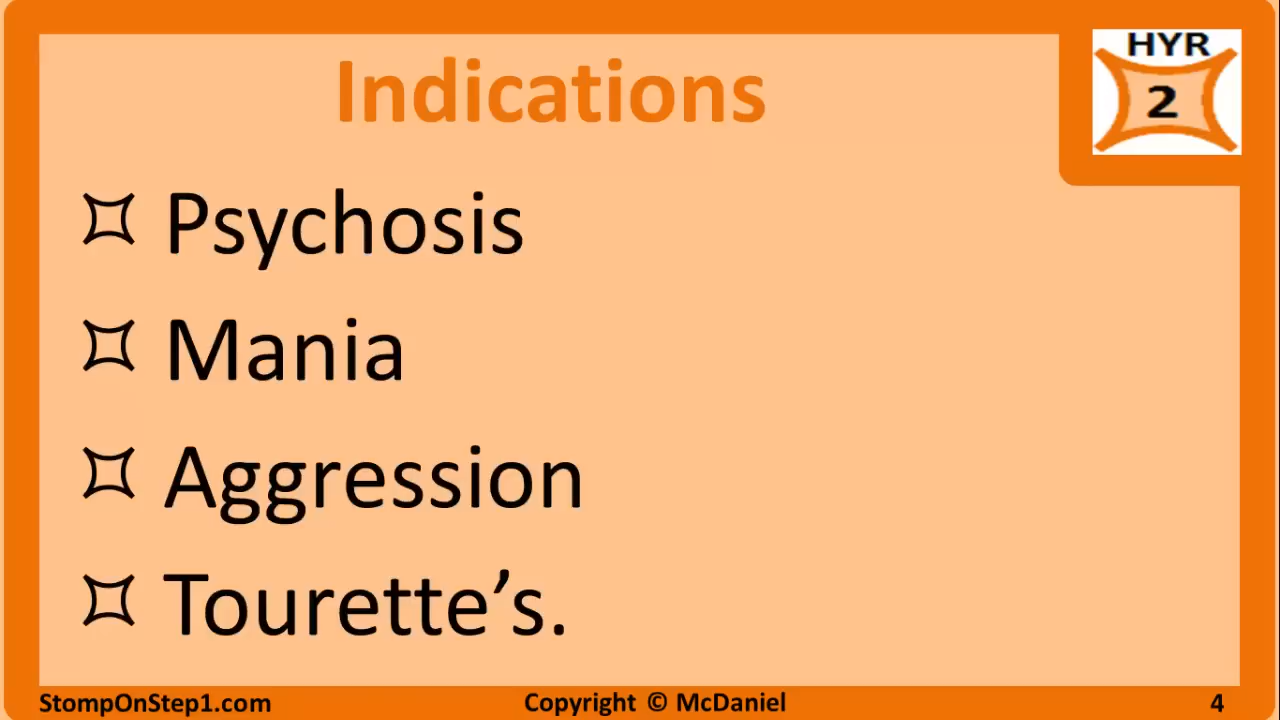 Indications
HYR
2
Psychosis
Mania
Aggression
Tourette’s.
StompOnStep1.com
Copyright © McDaniel
4